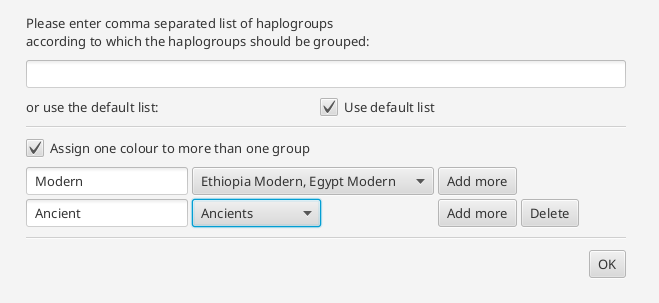 Please enter comma separated list of haplogroups
according to which the haplogroups should be grouped:
or use the default list:
Use default list
Assign one colour to more than one group
Modern
Ethiopia Modern, Egypt Modern
Add more
Ancient
Ancients
Add more
Delete
OK